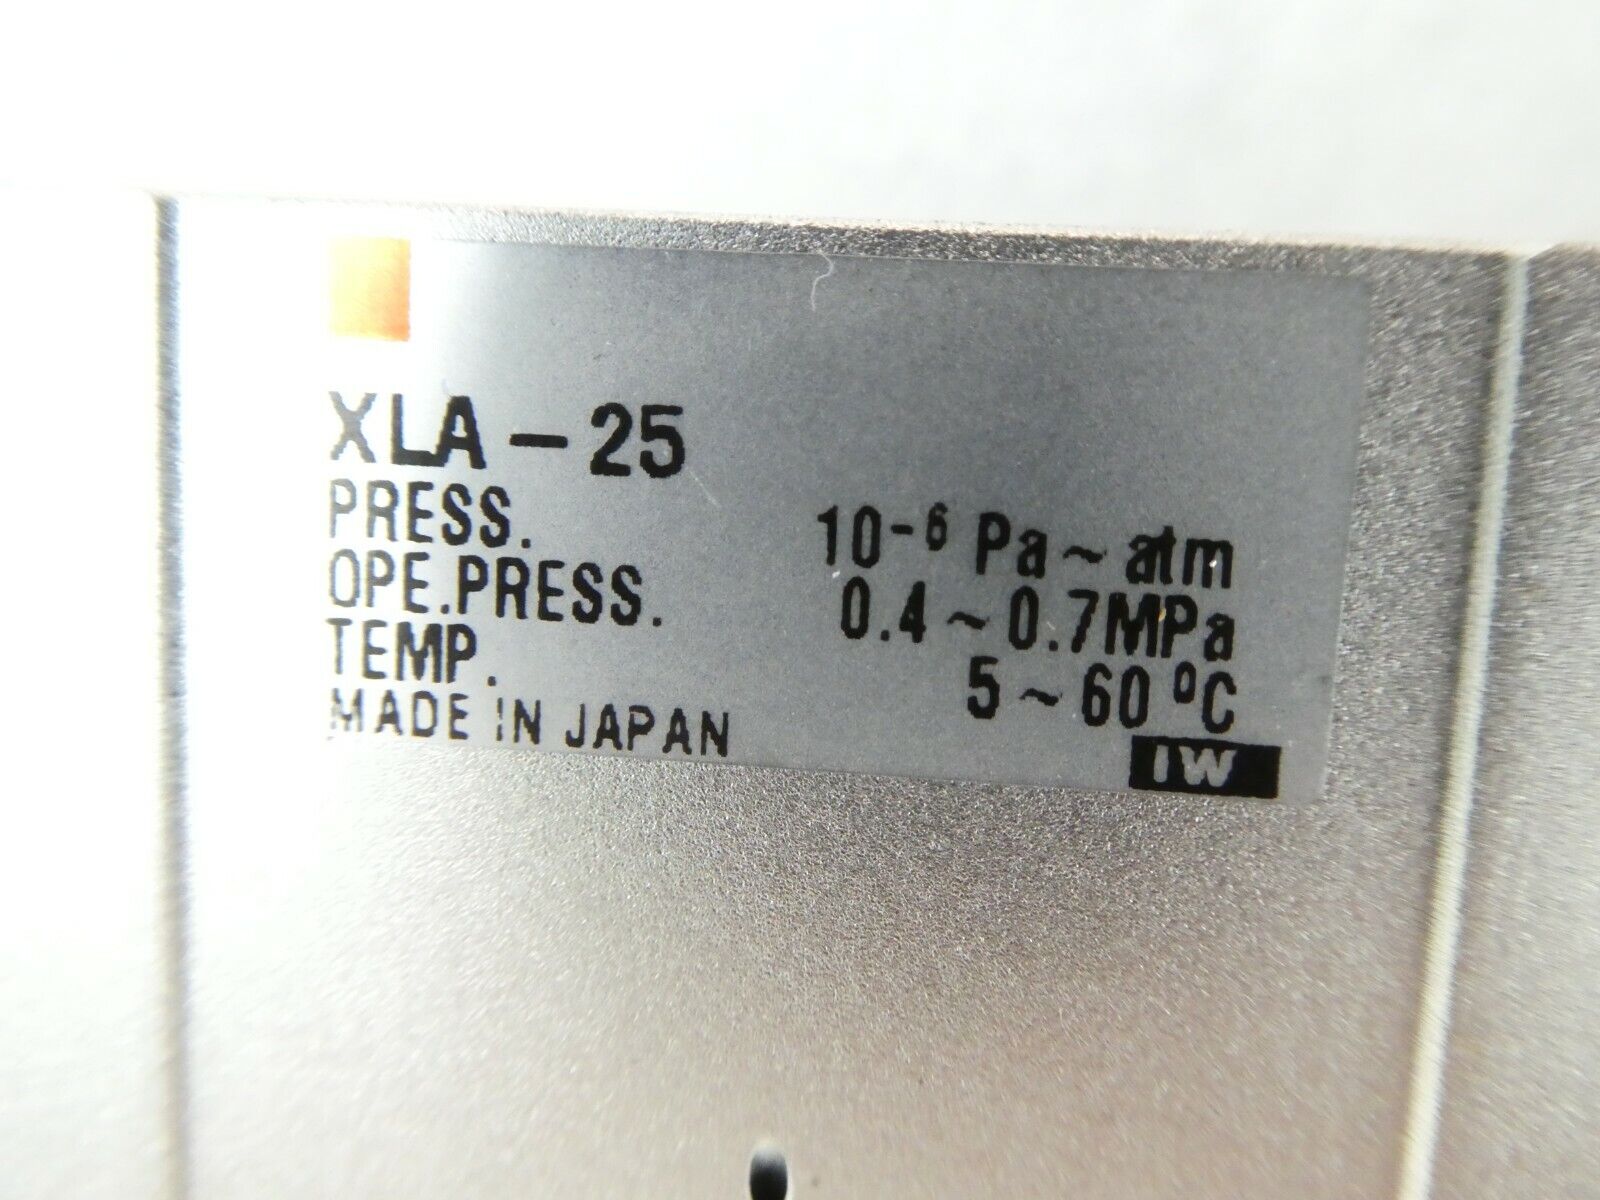 XLA-25
PRESS. 10⁻⁶ Pa~atm
OPE.PRESS. 0.4~0.7MPa
TEMP. 5~60 ºC
MADE IN JAPAN
IW